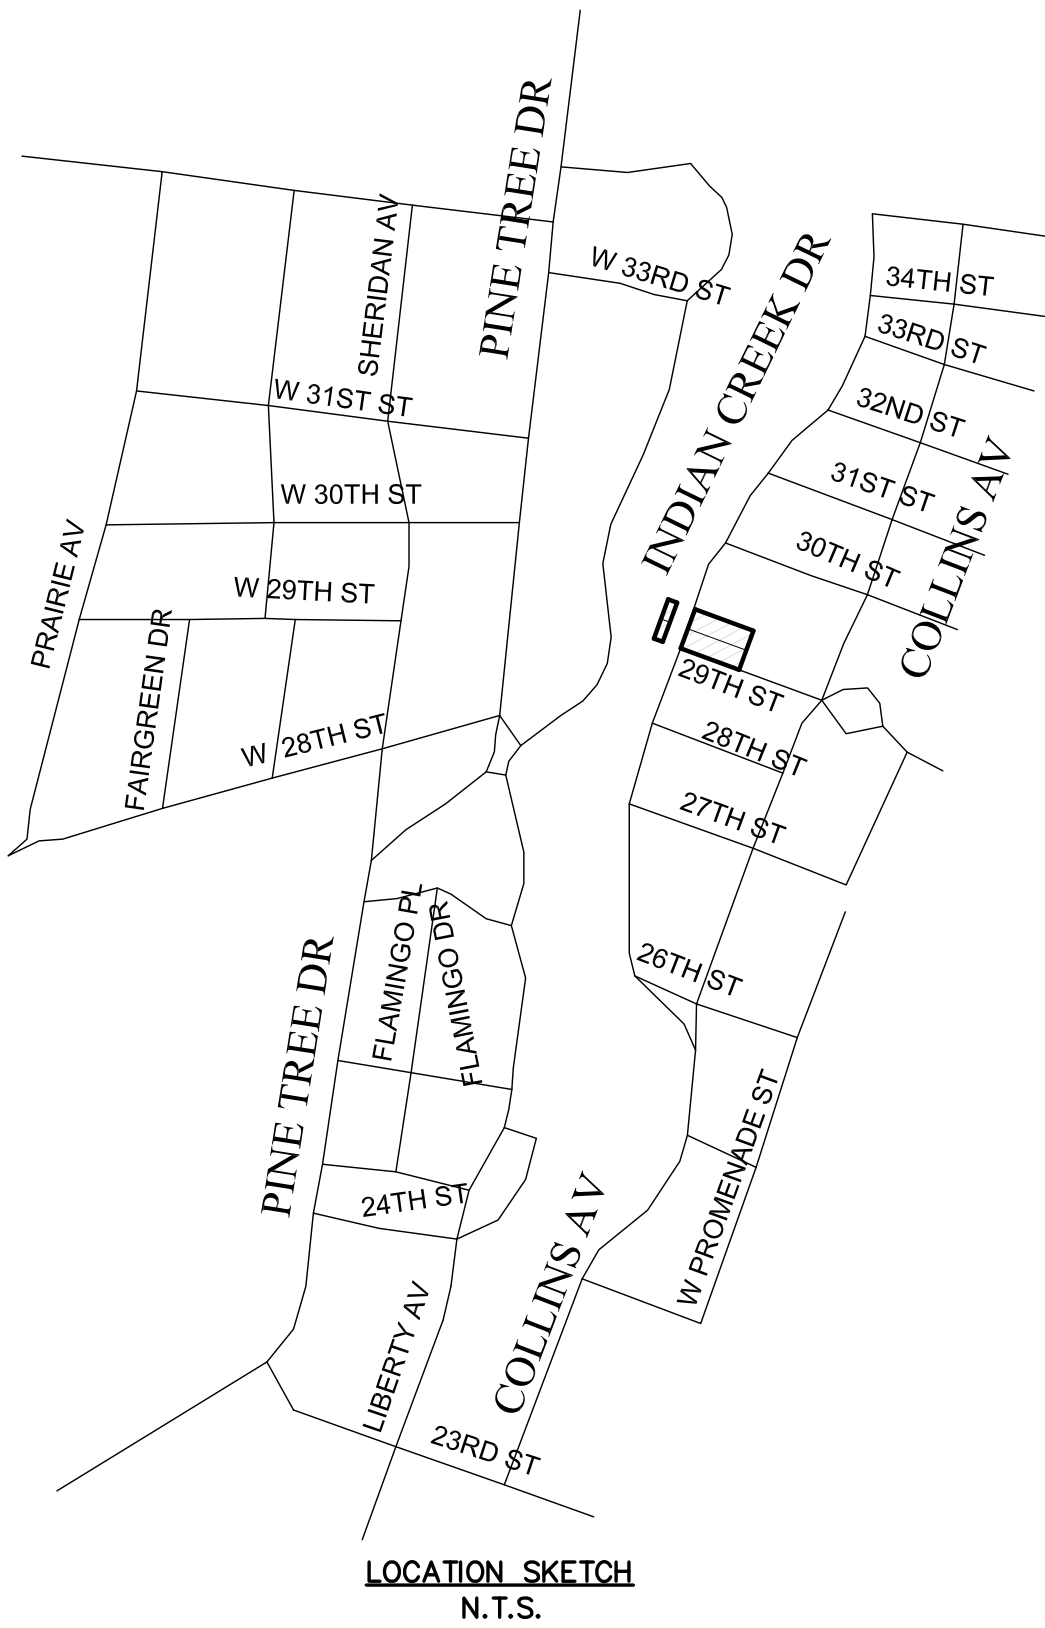 PINE TREE DR
SHERIDAN AV
W 33RD ST
INDIAN CREEK DR
34TH ST
33RD ST
W 31ST ST
32ND ST
COLLINS AV
31ST ST
W 30TH ST
30TH ST
PRAIRIE AV
W 29TH ST
FAIRGREEN DR
29TH ST
W 28TH ST
28TH ST
27TH ST
FLAMINGO PL
FLAMINGO DR
PINE TREE DR
26TH ST
W PROMENADE ST
24TH ST
COLLINS AV
LIBERTY AV
23RD ST
LOCATION SKETCH
N.T.S.